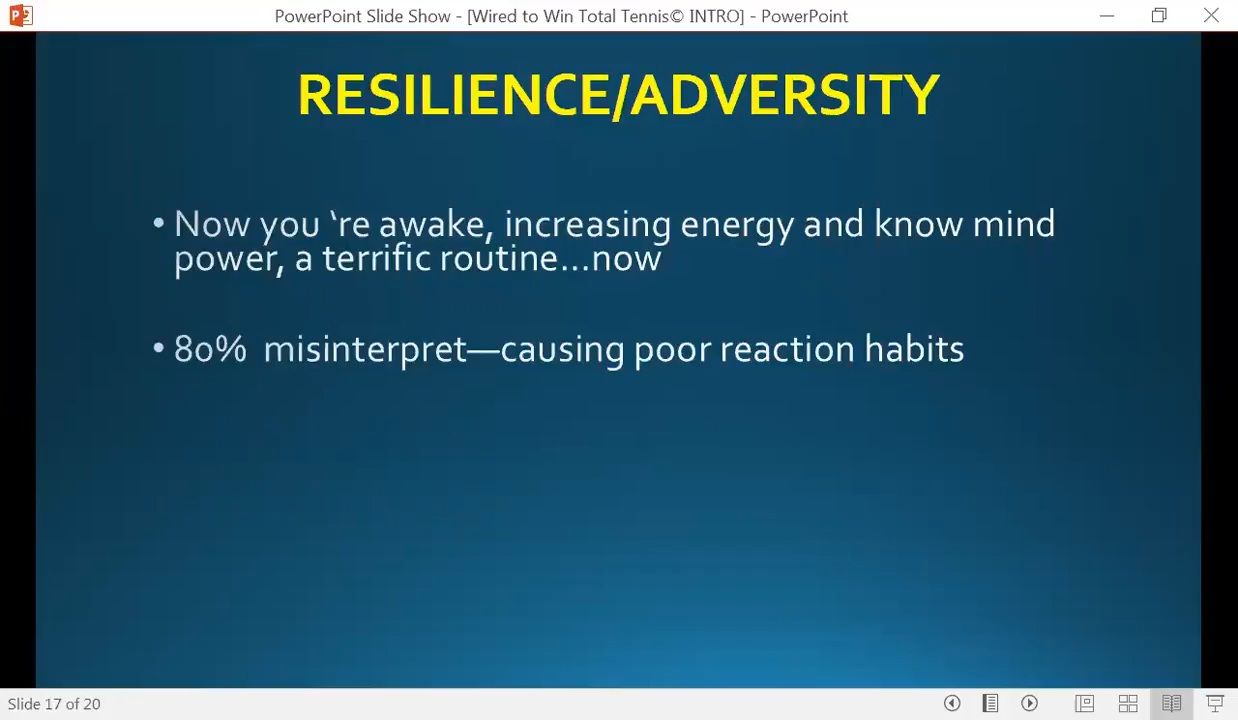 PowerPoint Slide Show - [Wired to Win Total Tennis© INTRO] - PowerPoint
RESILIENCE/ADVERSITY
• Now you ‘re awake, increasing energy and know mind
power, a terrific routine…now
• 80%  misinterpret—causing poor reaction habits
Slide 17 of 20